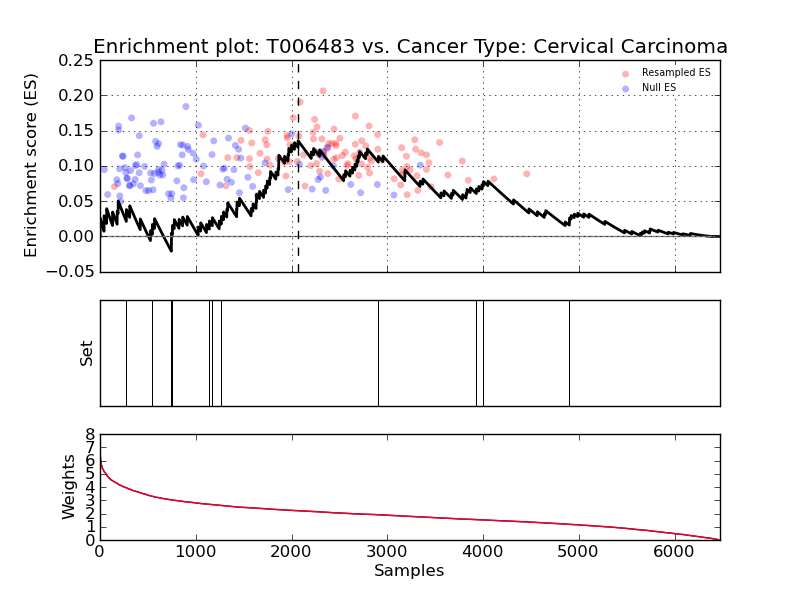 Enrichment plot: T006483 vs. Cancer Type: Cervical Carcinoma
0.25
0.20
0.15
0.10
0.05
0.00
−0.05
Enrichment score (ES)
Resampled ES
Null ES
Set
8
7
6
5
4
3
2
1
0
Weights
0 1000 2000 3000 4000 5000 6000
Samples